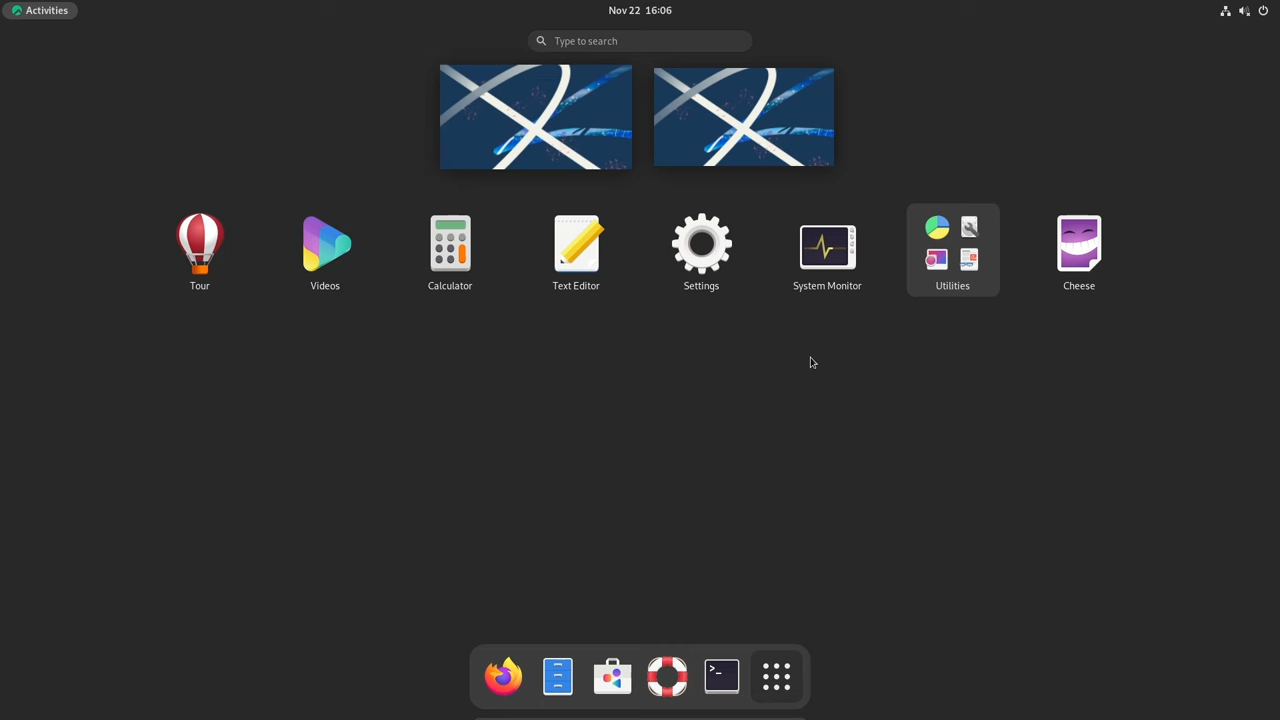 Activities
Nov 22 16:06
Type to search
Tour
Videos
Calculator
Text Editor
Settings
System Monitor
Utilities
Cheese
>_